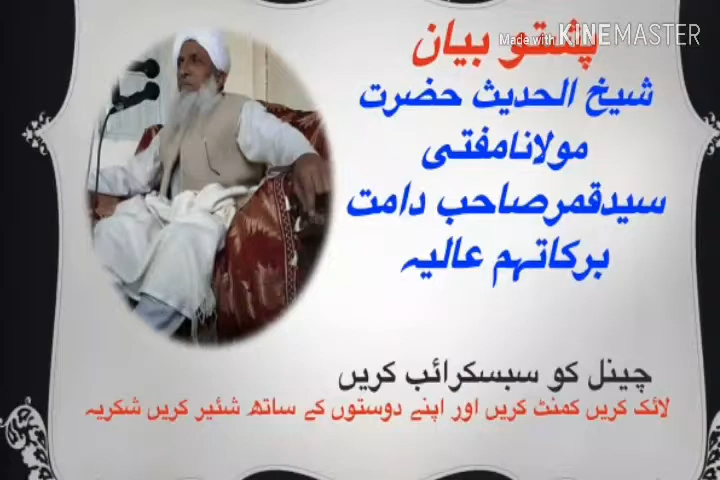 Made with KINEMASTER
پشتو بیان
شیخ الحدیث حضرت
مولانامفتی
سیدقمرصاحب دامت
برکاتہم عالیہ
چینل کو سبسکرائب کریں
لائک کریں کمنٹ کریں اور اپنے دوستوں کے ساتھ شئیر کریں شکریہ